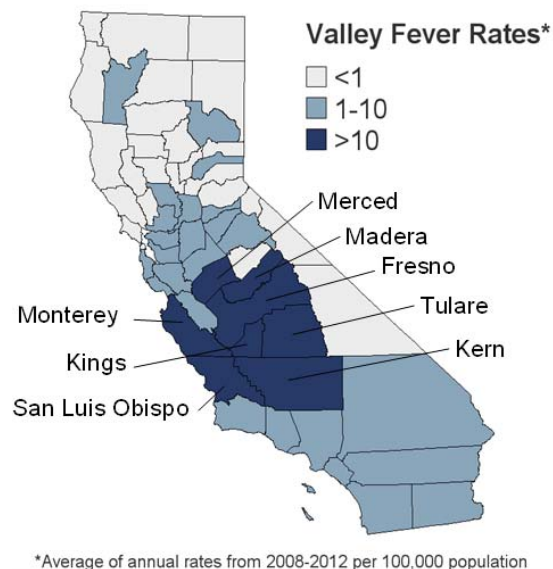 Valley Fever Rates*
<1
1-10
>10
Merced
Madera
Fresno
Tulare
Kern
Monterey
Kings
San Luis Obispo
*Average of annual rates from 2008-2012 per 100,000 population